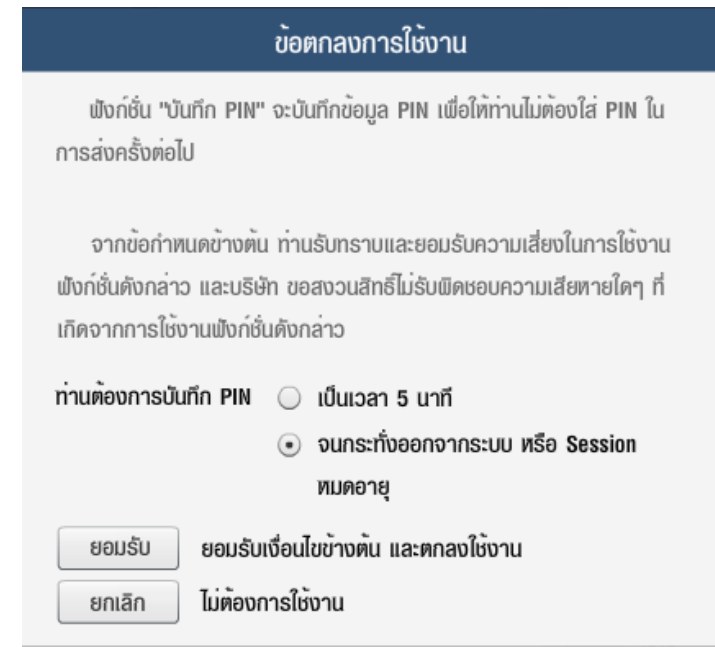 ข้อตกลงการใช้งาน
ฟังก์ชั่น "บันทึก PIN" จะบันทึกข้อมูล PIN เพื่อให้ท่านไม่ต้องใส่ PIN ใน
การส่งครั้งต่อไป
จากข้อกำหนดข้างต้น ท่านรับทราบและยอมรับความเสี่ยงในการใช้งาน
ฟังก์ชั่นดังกล่าว และบริษัท ขอสงวนสิทธิ์ไม่รับผิดชอบความเสียหายใดๆ ที่
เกิดจากการใช้งานฟังก์ชั่นดังกล่าว
ท่านต้องการบันทึก PIN เป็นเวลา 5 นาที
จนกระทั่งออกจากระบบ หรือ Session
หมดอายุ
ยอมรับ ยอมรับเงื่อนไขข้างต้น และตกลงใช้งาน
ยกเลิก ไม่ต้องการใช้งาน